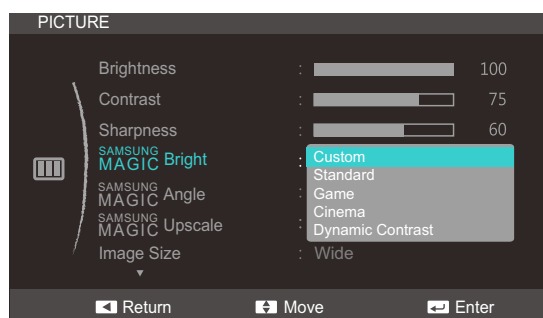 PICTURE
Brightness : 100
Contrast : 75
Sharpness : 60
SAMSUNG MAGIC Bright : Custom
Standard
SAMSUNG MAGIC Angle : Game
Cinema
SAMSUNG MAGIC Upscale : Dynamic Contrast
Image Size : Wide
Return Move Enter